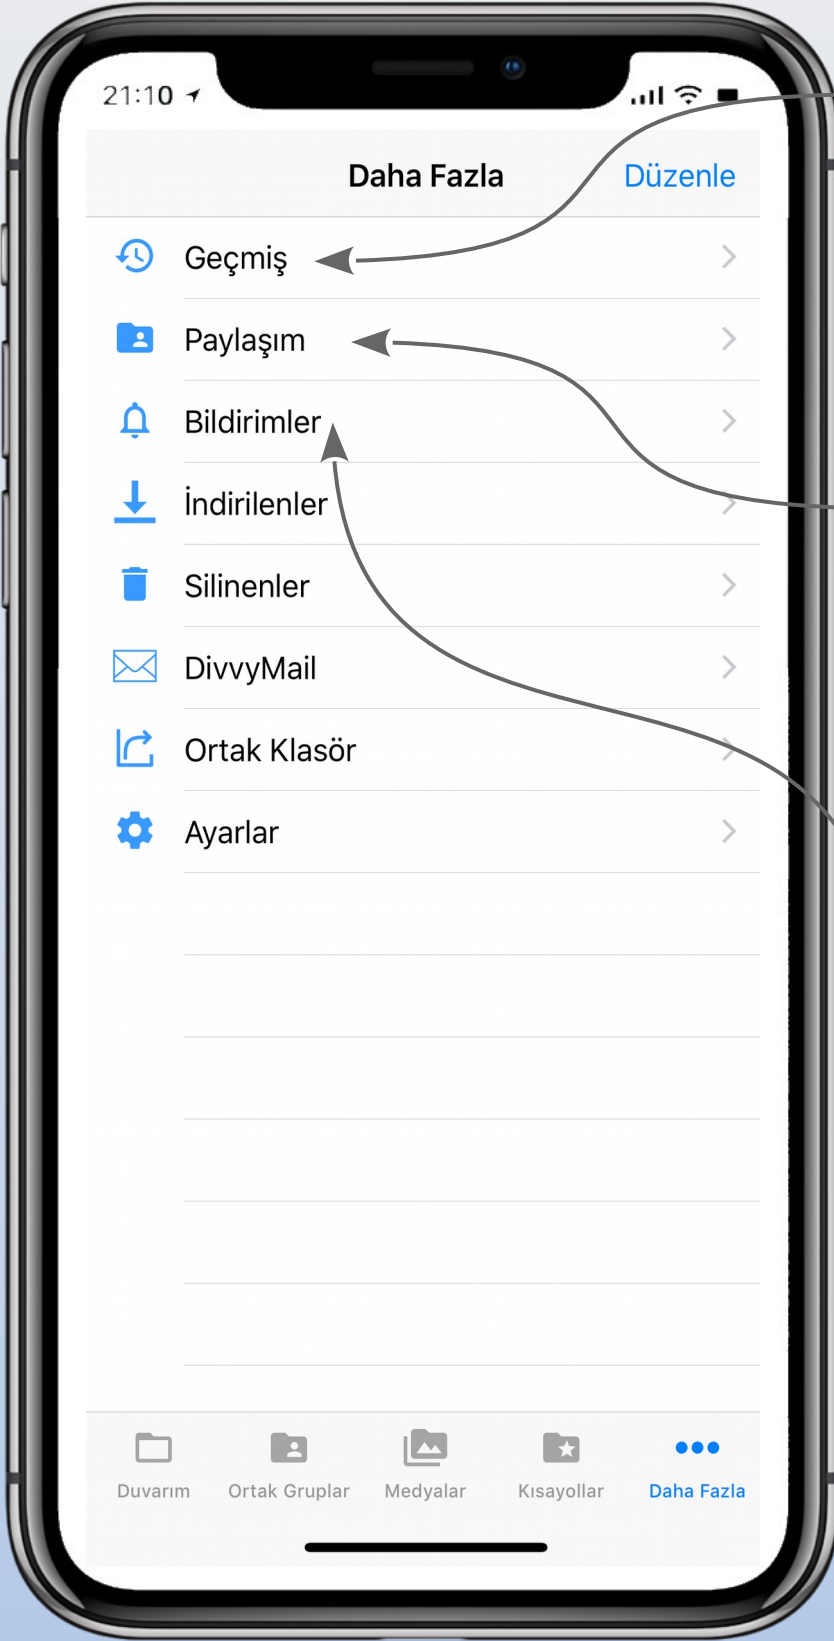 21:10
Daha Fazla
Düzenle
Geçmiş
Paylaşım
Bildirimler
İndirilenler
Silinenler
DivvyMail
Ortak Klasör
Ayarlar
Duvarım
Ortak Gruplar
Medyalar
Kısayollar
Daha Fazla